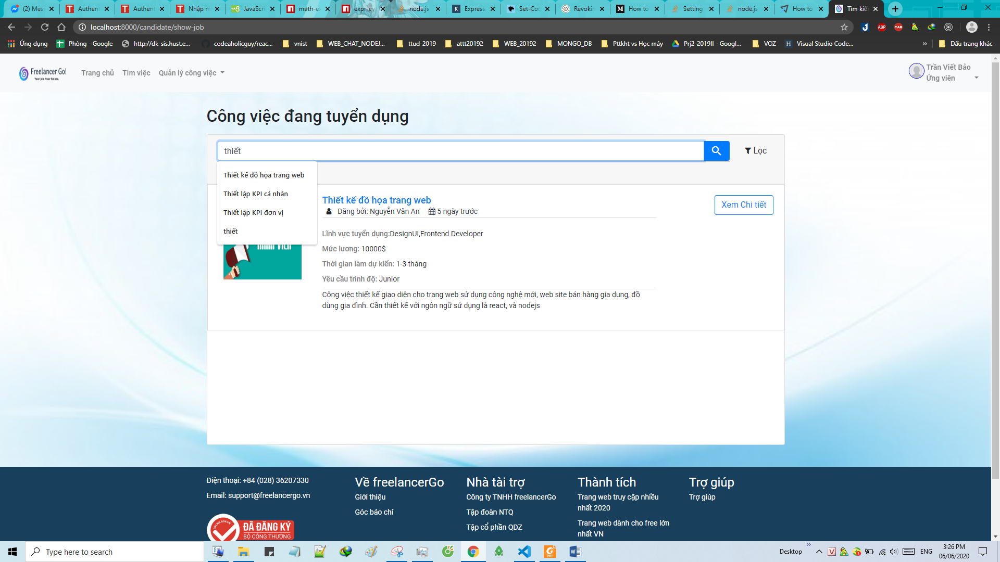 (2) Mes
Authent
Authent
Nhập m
JavaScri
math-e
expr-ev
node.js
Express
Set-Coo
Revokin
How to
Setting
node.js
How to
Tìm kiế
localhost:8000/candidate/show-job
Ứng dụng
Phòng - Google
http://dk-sis.hust.e...
codeaholicguy/reac...
vnist
WEB_CHAT_NODEJ...
ttud-2019
attt20192
WEB_20192
MONGO_DB
Pttkht vs Học máy
Prj2-2019II - Googl...
VOZ
Visual Studio Code...
Dấu trang khác
Freelancer Go!
Your job. Your Future.
Trang chủ
Tìm việc
Quản lý công việc
Trần Viết Bảo
Ứng viên
Công việc đang tuyển dụng
thiết
Lọc
Thiết kế đồ họa trang web
Thiết lập KPI cá nhân
Thiết lập KPI đơn vị
thiết
Thiết kế đồ họa trang web
Đăng bởi: Nguyễn Văn An
5 ngày trước
Xem Chi tiết
Lĩnh vực tuyển dụng:DesignUI,Frontend Developer
Mức lương: 10000$
Thời gian làm dự kiến: 1-3 tháng
Yêu cầu trình độ: Junior
Công việc thiết kế giao diện cho trang web sử dụng công nghệ mới, web site bán hàng gia dụng, đồ
dùng gia đình. Cần thiết kế với ngôn ngữ sử dụng là react, và nodejs
Điện thoại: +84 (028) 36207330
Email: support@freelancergo.vn
ONLINE.GOV.VN
ĐÃ ĐĂNG KÝ
BỘ CÔNG THƯƠNG
Về freelancerGo
Giới thiệu
Góc báo chí
Nhà tài trợ
Công ty TNHH freelancerGo
Tập đoàn NTQ
Tập cổ phần QDZ
Thành tích
Trang web truy cập nhiều
nhất 2020
Trang web dành cho free lớn
nhất VN
Trợ giúp
Trợ giúp
Type here to search
Desktop
ENG
3:26 PM
06/06/2020